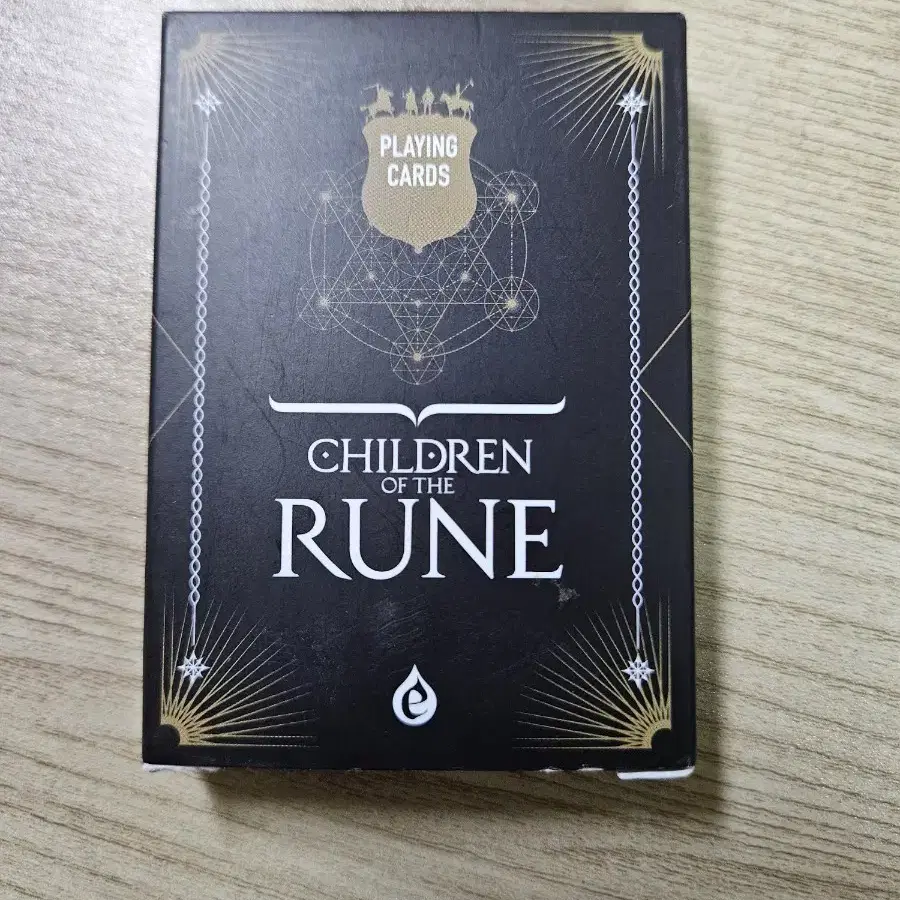 PLAYING
CARDS
CHILDREN
OF THE
RUNE
e